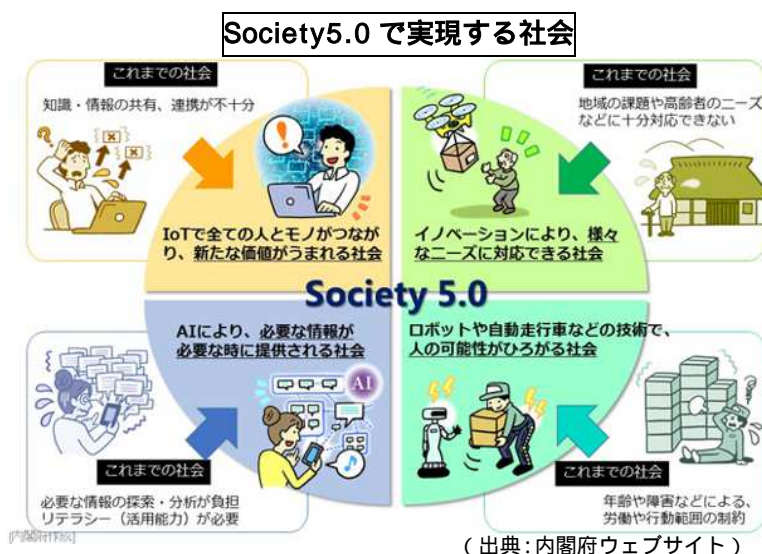 Society5.0 で実現する社会
これまでの社会
知識・情報の共有、連携が不十分
IoTで全ての人とモノがつなが
り、新たな価値がうまれる社会
これまでの社会
地域の課題や高齢者のニーズ
などに十分対応できない
イノベーションにより、様々
なニーズに対応できる社会
Society 5.0
AIにより、必要な情報が
必要な時に提供される社会
AI
これまでの社会
必要な情報の探索・分析が負担
リテラシー（活用能力）が必要
ロボットや自動走行車などの技術で、
人の可能性がひろがる社会
これまでの社会
年齢や障害などによる、
労働や行動範囲の制約
[内閣府作成]
（出典：内閣府ウェブサイト）